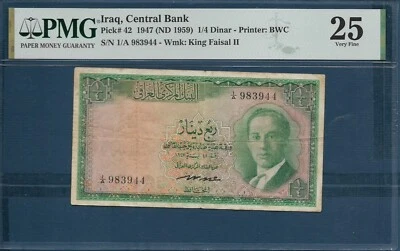 PMG
PAPER MONEY GUARANTY
Iraq, Central Bank
Pick# 42 1947 (ND 1959) 1/4 Dinar - Printer: BWC
S/N 1/A 983944 - Wmk: King Faisal II
25
Very Fine
البنك المركزي العراقي
1/A 983944
ربع دينار
1/A 983944